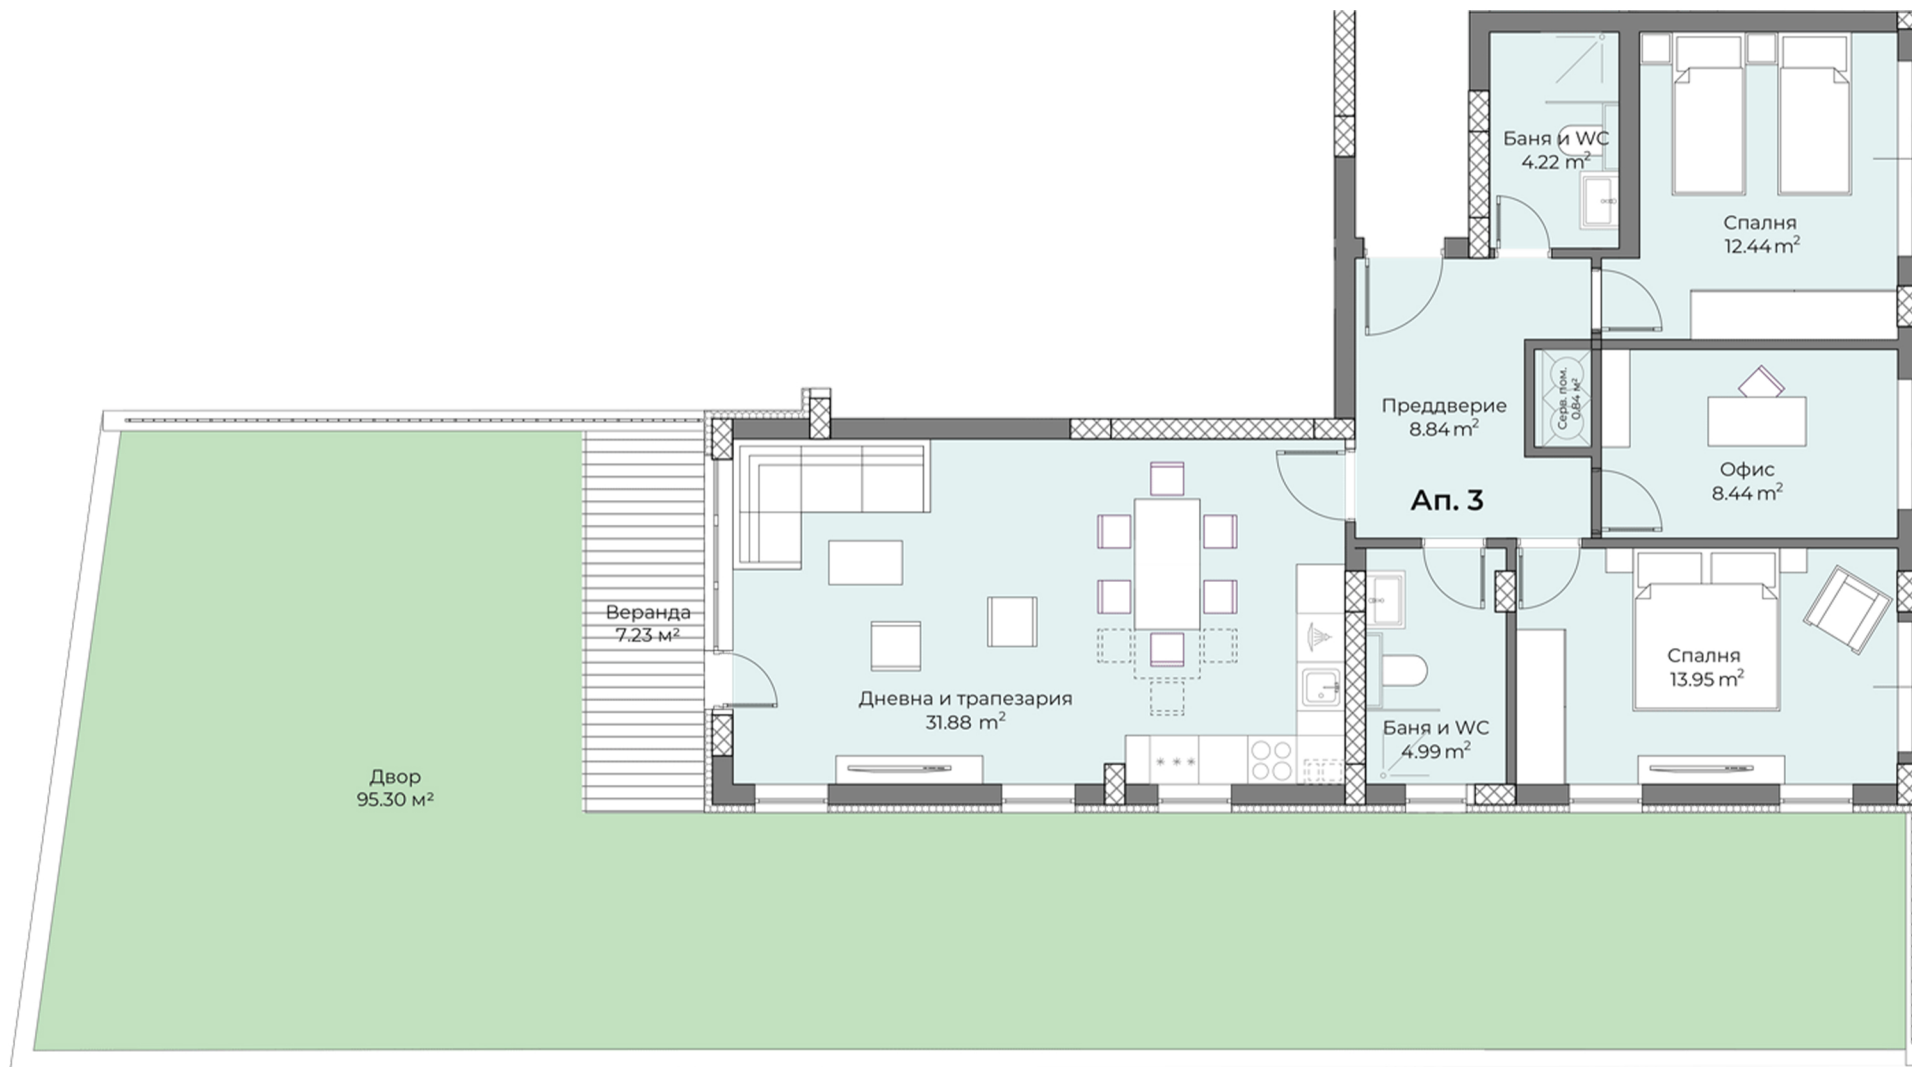 Баня и WC
4.22 m²
Спалня
12.44 m²
Преддверие
8.84 m²
Серв. пом.
0.84 м²
Офис
8.44 m²
Ап. 3
Веранда
7.23 м²
Дневна и трапезария
31.88 m²
Баня и WC
4.99 m²
Спалня
13.95 m²
Двор
95.30 м²